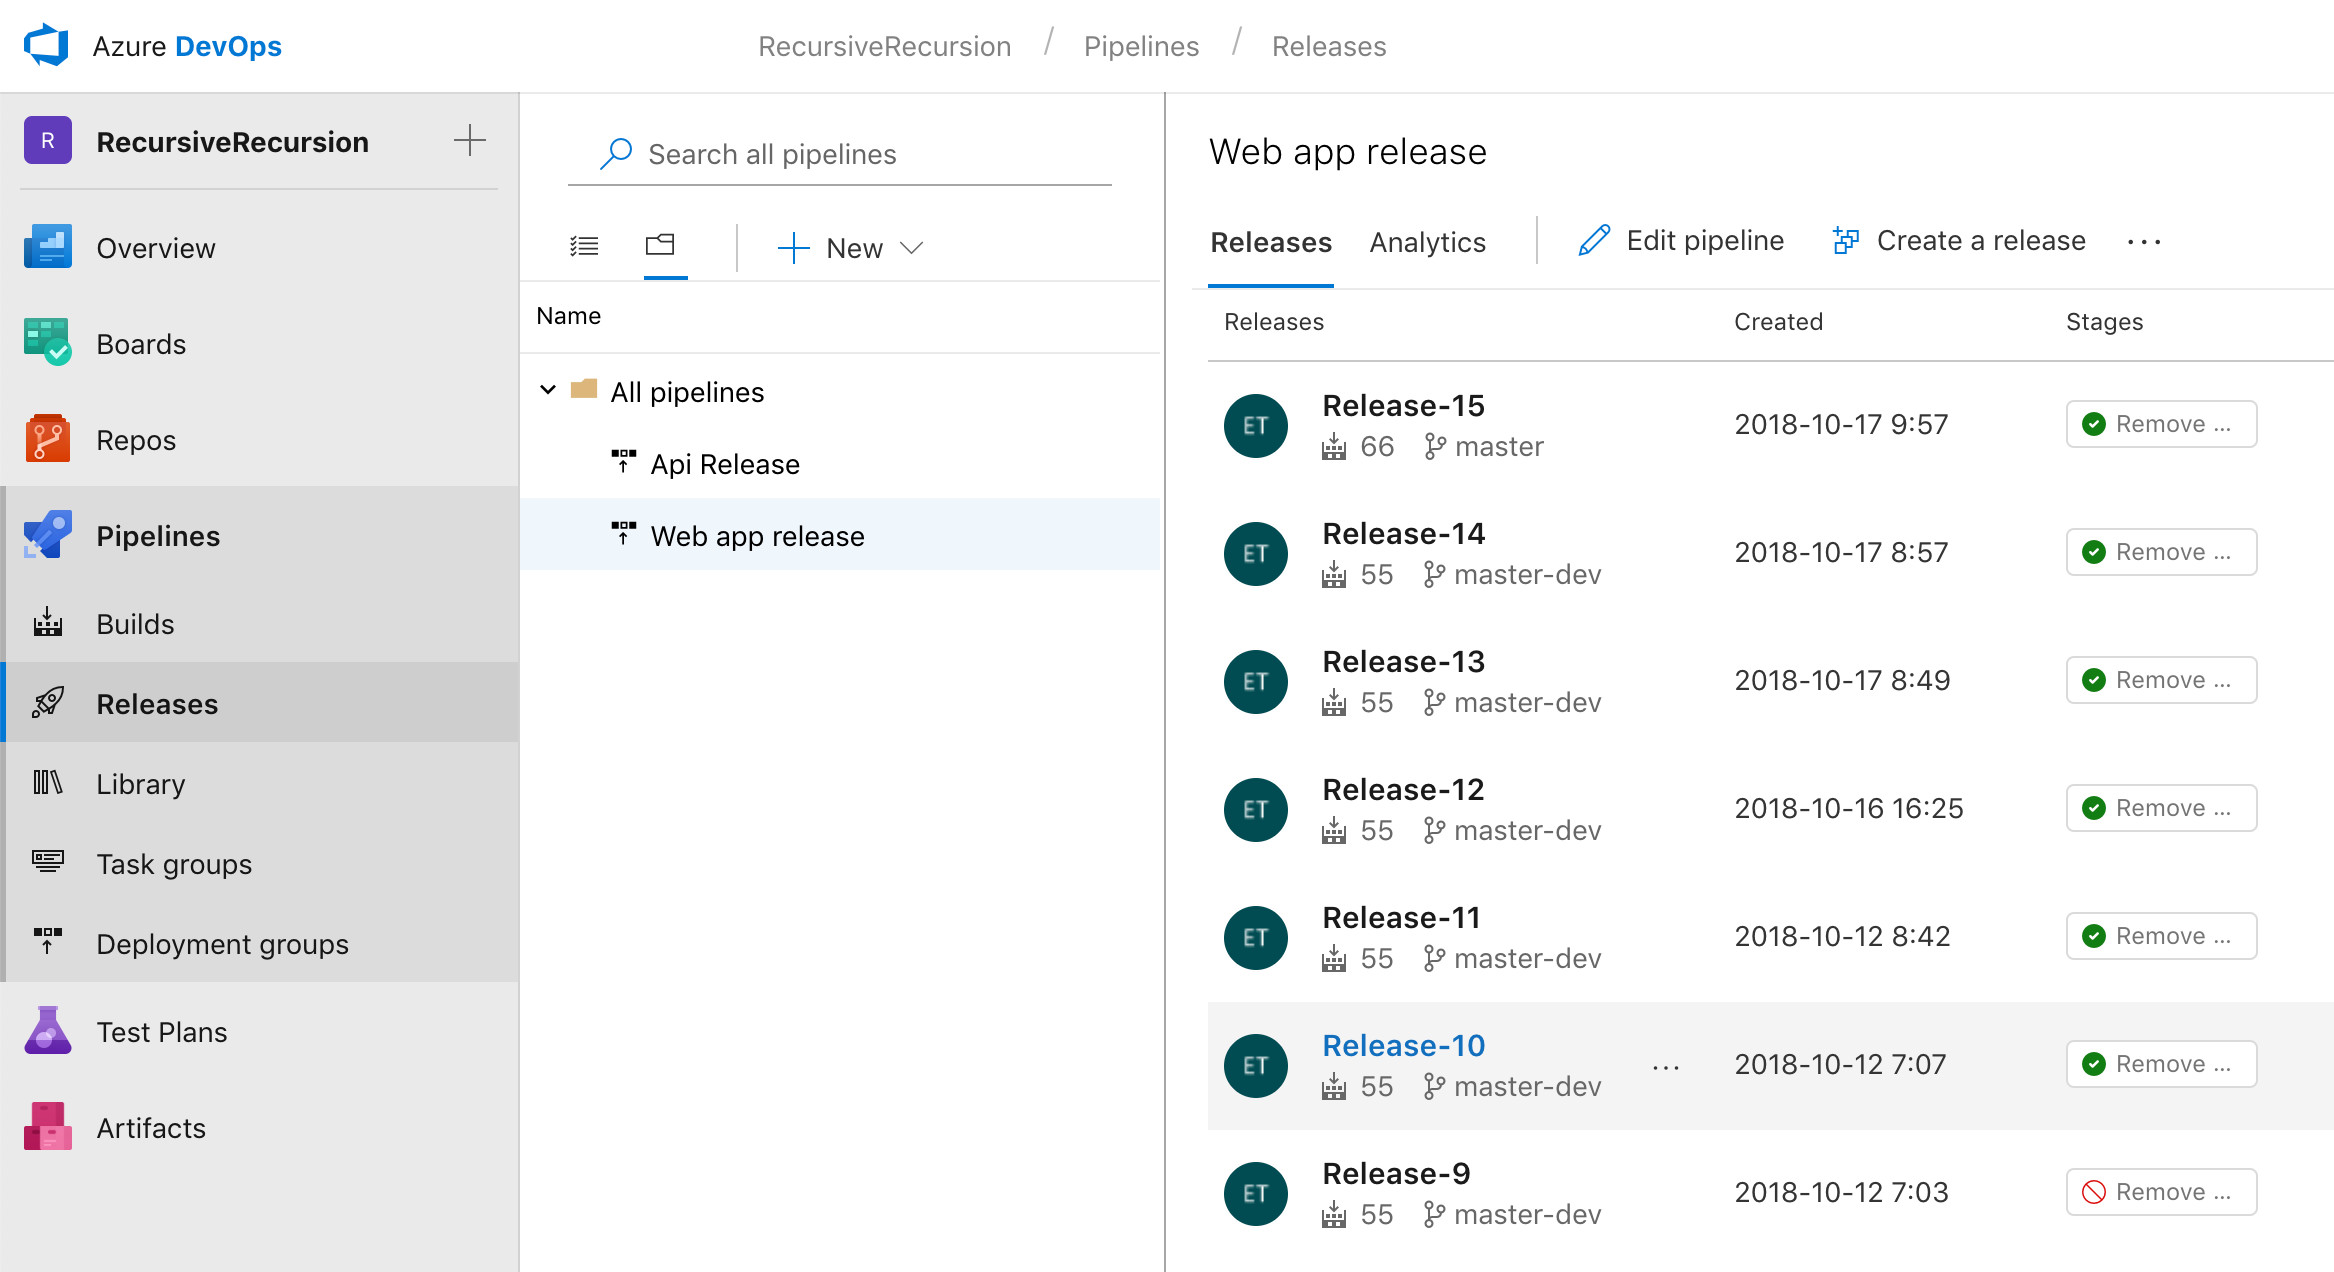 Azure DevOps
RecursiveRecursion / Pipelines / Releases
R RecursiveRecursion
Overview
Boards
Repos
Pipelines
Builds
Releases
Library
Task groups
Deployment groups
Test Plans
Artifacts
Search all pipelines
New
Name
All pipelines
Api Release
Web app release
Web app release
Releases Analytics Edit pipeline Create a release ...
Releases Created Stages
ET Release-15 2018-10-17 9:57 Remove ...
66 master
ET Release-14 2018-10-17 8:57 Remove ...
55 master-dev
ET Release-13 2018-10-17 8:49 Remove ...
55 master-dev
ET Release-12 2018-10-16 16:25 Remove ...
55 master-dev
ET Release-11 2018-10-12 8:42 Remove ...
55 master-dev
ET Release-10 ... 2018-10-12 7:07 Remove ...
55 master-dev
ET Release-9 2018-10-12 7:03 Remove ...
55 master-dev